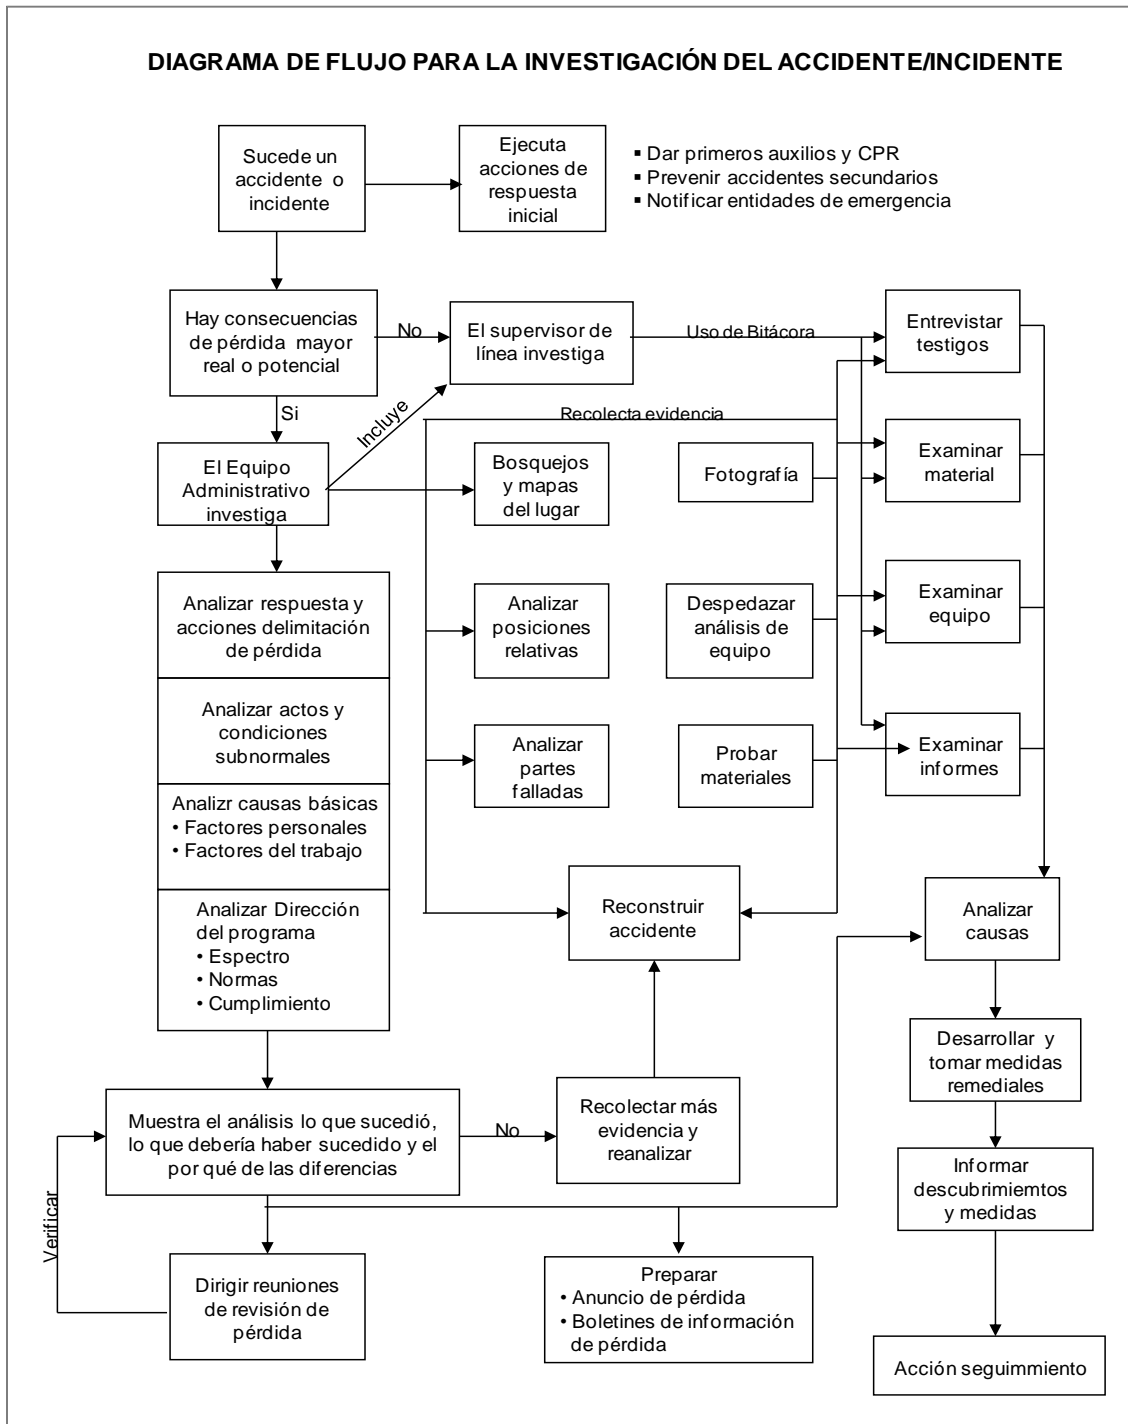 DIAGRAMA DE FLUJO PARA LA INVESTIGACIÓN DEL ACCIDENTE/INCIDENTE
Sucede un
accidente o
incidente
Ejecuta
acciones de
respuesta
inicial
▪ Dar primeros auxilios y CPR
▪ Prevenir accidentes secundarios
▪ Notificar entidades de emergencia
Hay consecuencias
de pérdida mayor
real o potencial
No
El supervisor de
línea investiga
Uso de Bitácora
Entrevistar
testigos
Si
Incluye
Recolecta evidencia
El Equipo
Administrativo
investiga
Bosquejos
y mapas
del lugar
Fotografía
Examinar
material
Analizar respuesta y
acciones delimitación
de pérdida
Analizar
posiciones
relativas
Despedazar
análisis de
equipo
Examinar
equipo
Analizar actos y
condiciones
subnormales
Analizar
partes
falladas
Probar
materiales
Examinar
informes
Analizr causas básicas
• Factores personales
• Factores del trabajo
Analizar Dirección
del programa
• Espectro
• Normas
• Cumplimiento
Reconstruir
accidente
Analizar
causas
Desarrollar y
tomar medidas
remediales
Muestra el análisis lo que sucedió,
lo que debería haber sucedido y el
por qué de las diferencias
No
Recolectar más
evidencia y
reanalizar
Informar
descubrimiemtos
y medidas
Verificar
Dirigir reuniones
de revisión de
pérdida
Preparar
• Anuncio de pérdida
• Boletines de información
de pérdida
Acción seguimmiento